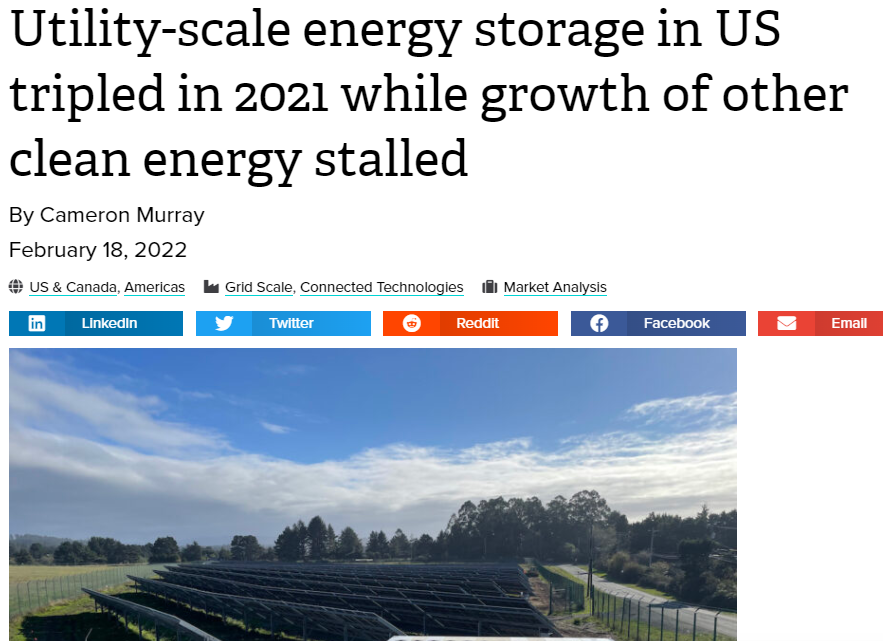 Utility-scale energy storage in US
tripled in 2021 while growth of other
clean energy stalled
By Cameron Murray
February 18, 2022
US & Canada, Americas Grid Scale, Connected Technologies Market Analysis
LinkedIn Twitter Reddit Facebook Email